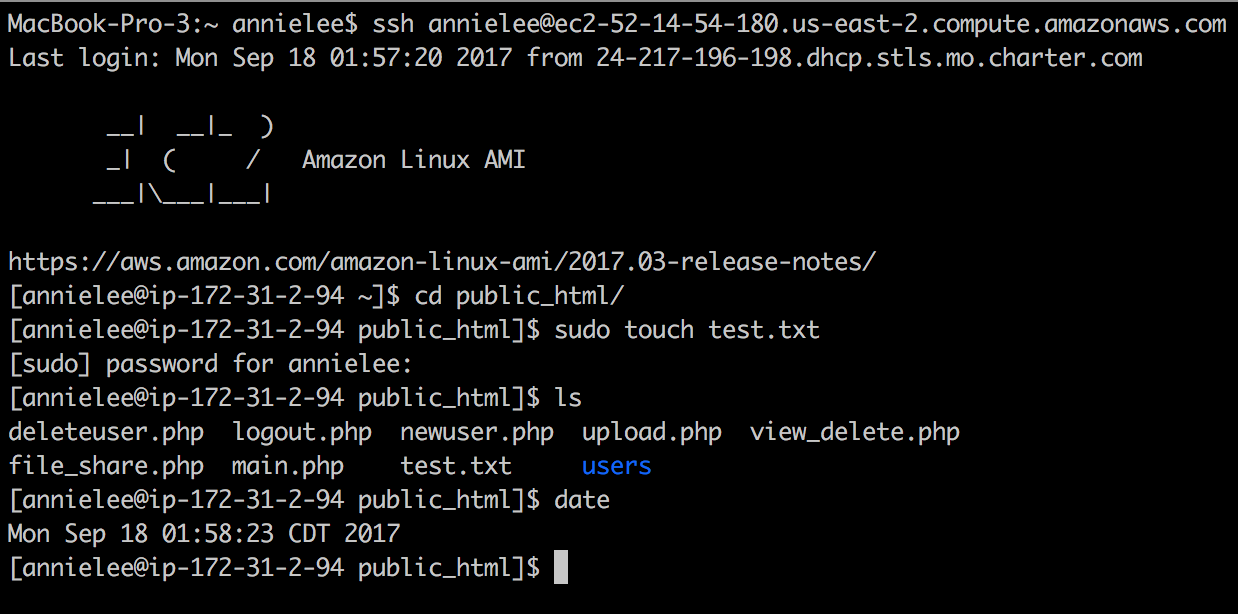 MacBook-Pro-3:~ annielee$ ssh annielee@ec2-52-14-54-180.us-east-2.compute.amazonaws.com
Last login: Mon Sep 18 01:57:20 2017 from 24-217-196-198.dhcp.stls.mo.charter.com
       __|  __|_  )
       _|  (     /   Amazon Linux AMI
      ___|\___|___|
https://aws.amazon.com/amazon-linux-ami/2017.03-release-notes/
[annielee@ip-172-31-2-94 ~]$ cd public_html/
[annielee@ip-172-31-2-94 public_html]$ sudo touch test.txt
[sudo] password for annielee:
[annielee@ip-172-31-2-94 public_html]$ ls
deleteuser.php  logout.php  newuser.php  upload.php  view_delete.php
file_share.php  main.php    test.txt     users
[annielee@ip-172-31-2-94 public_html]$ date
Mon Sep 18 01:58:23 CDT 2017
[annielee@ip-172-31-2-94 public_html]$